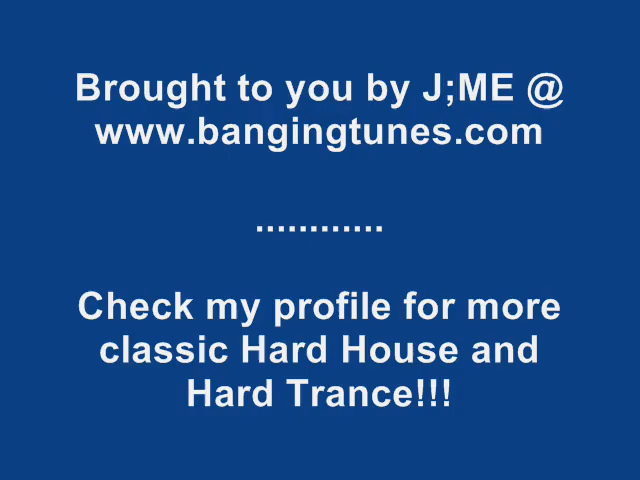 Brought to you by J;ME @
www.bangingtunes.com
............
Check my profile for more
classic Hard House and
Hard Trance!!!